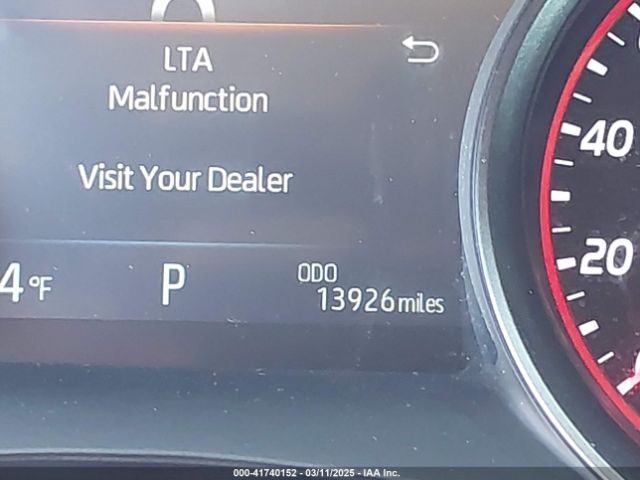 LTA
Malfunction
Visit Your Dealer
4°F
P
ODO
13926 miles
40
20
000-41740152 - 03/11/2025 - IAA Inc.